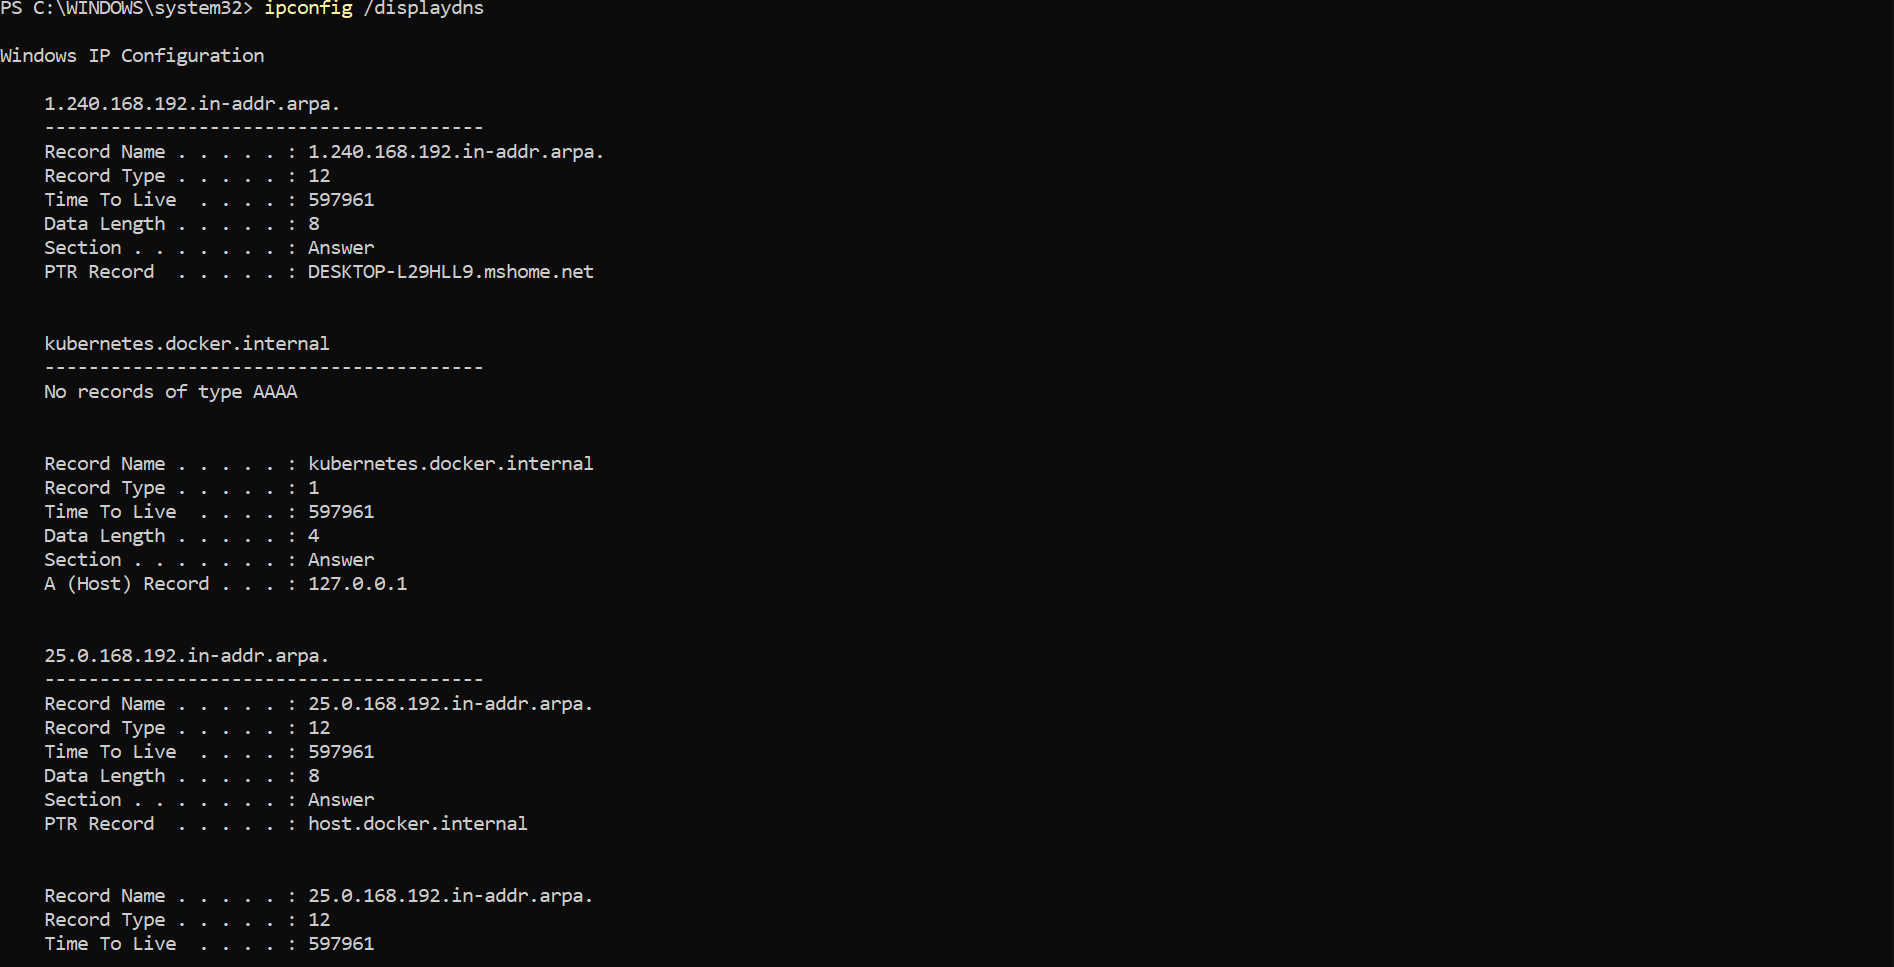 PS C:\WINDOWS\system32> ipconfig /displaydns
Windows IP Configuration
1.240.168.192.in-addr.arpa.
----------------------------------------
Record Name . . . . . : 1.240.168.192.in-addr.arpa.
Record Type . . . . . : 12
Time To Live  . . . . : 597961
Data Length . . . . . : 8
Section . . . . . . . : Answer
PTR Record  . . . . . : DESKTOP-L29HLL9.mshome.net
kubernetes.docker.internal
----------------------------------------
No records of type AAAA
Record Name . . . . . : kubernetes.docker.internal
Record Type . . . . . : 1
Time To Live  . . . . : 597961
Data Length . . . . . : 4
Section . . . . . . . : Answer
A (Host) Record . . . : 127.0.0.1
25.0.168.192.in-addr.arpa.
----------------------------------------
Record Name . . . . . : 25.0.168.192.in-addr.arpa.
Record Type . . . . . : 12
Time To Live  . . . . : 597961
Data Length . . . . . : 8
Section . . . . . . . : Answer
PTR Record  . . . . . : host.docker.internal
Record Name . . . . . : 25.0.168.192.in-addr.arpa.
Record Type . . . . . : 12
Time To Live  . . . . : 597961